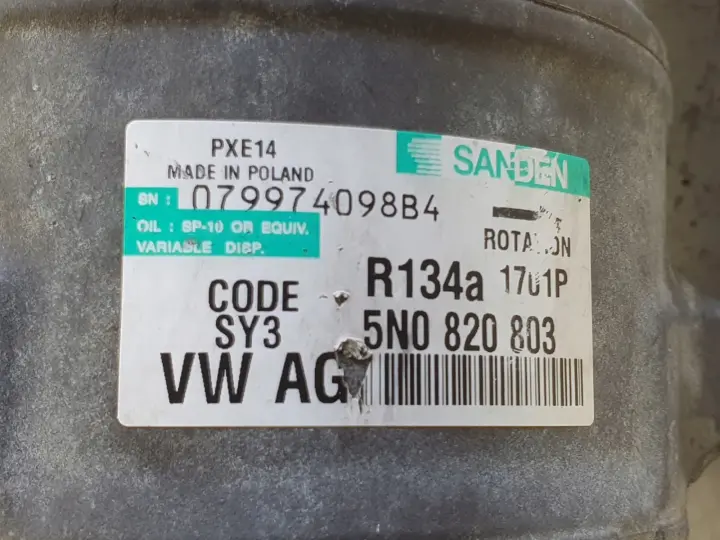 PXE14
SANDEN
MADE IN POLAND
SN : 079974098B4
OIL : SP-10 OR EQUIV.
VARIABLE DISP.
ROTATION
R134a 1701P
CODE
SY3
5N0 820 803
VW AG